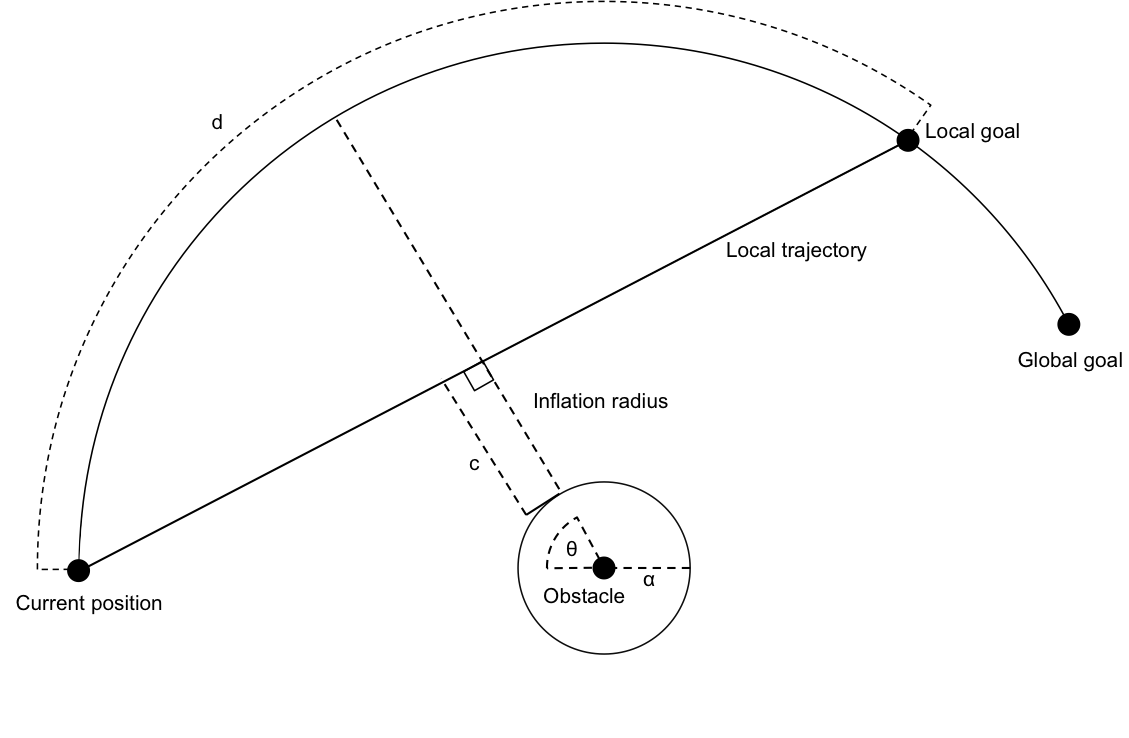 d
Local goal
Local trajectory
Global goal
Inflation radius
c
θ
α
Obstacle
Current position